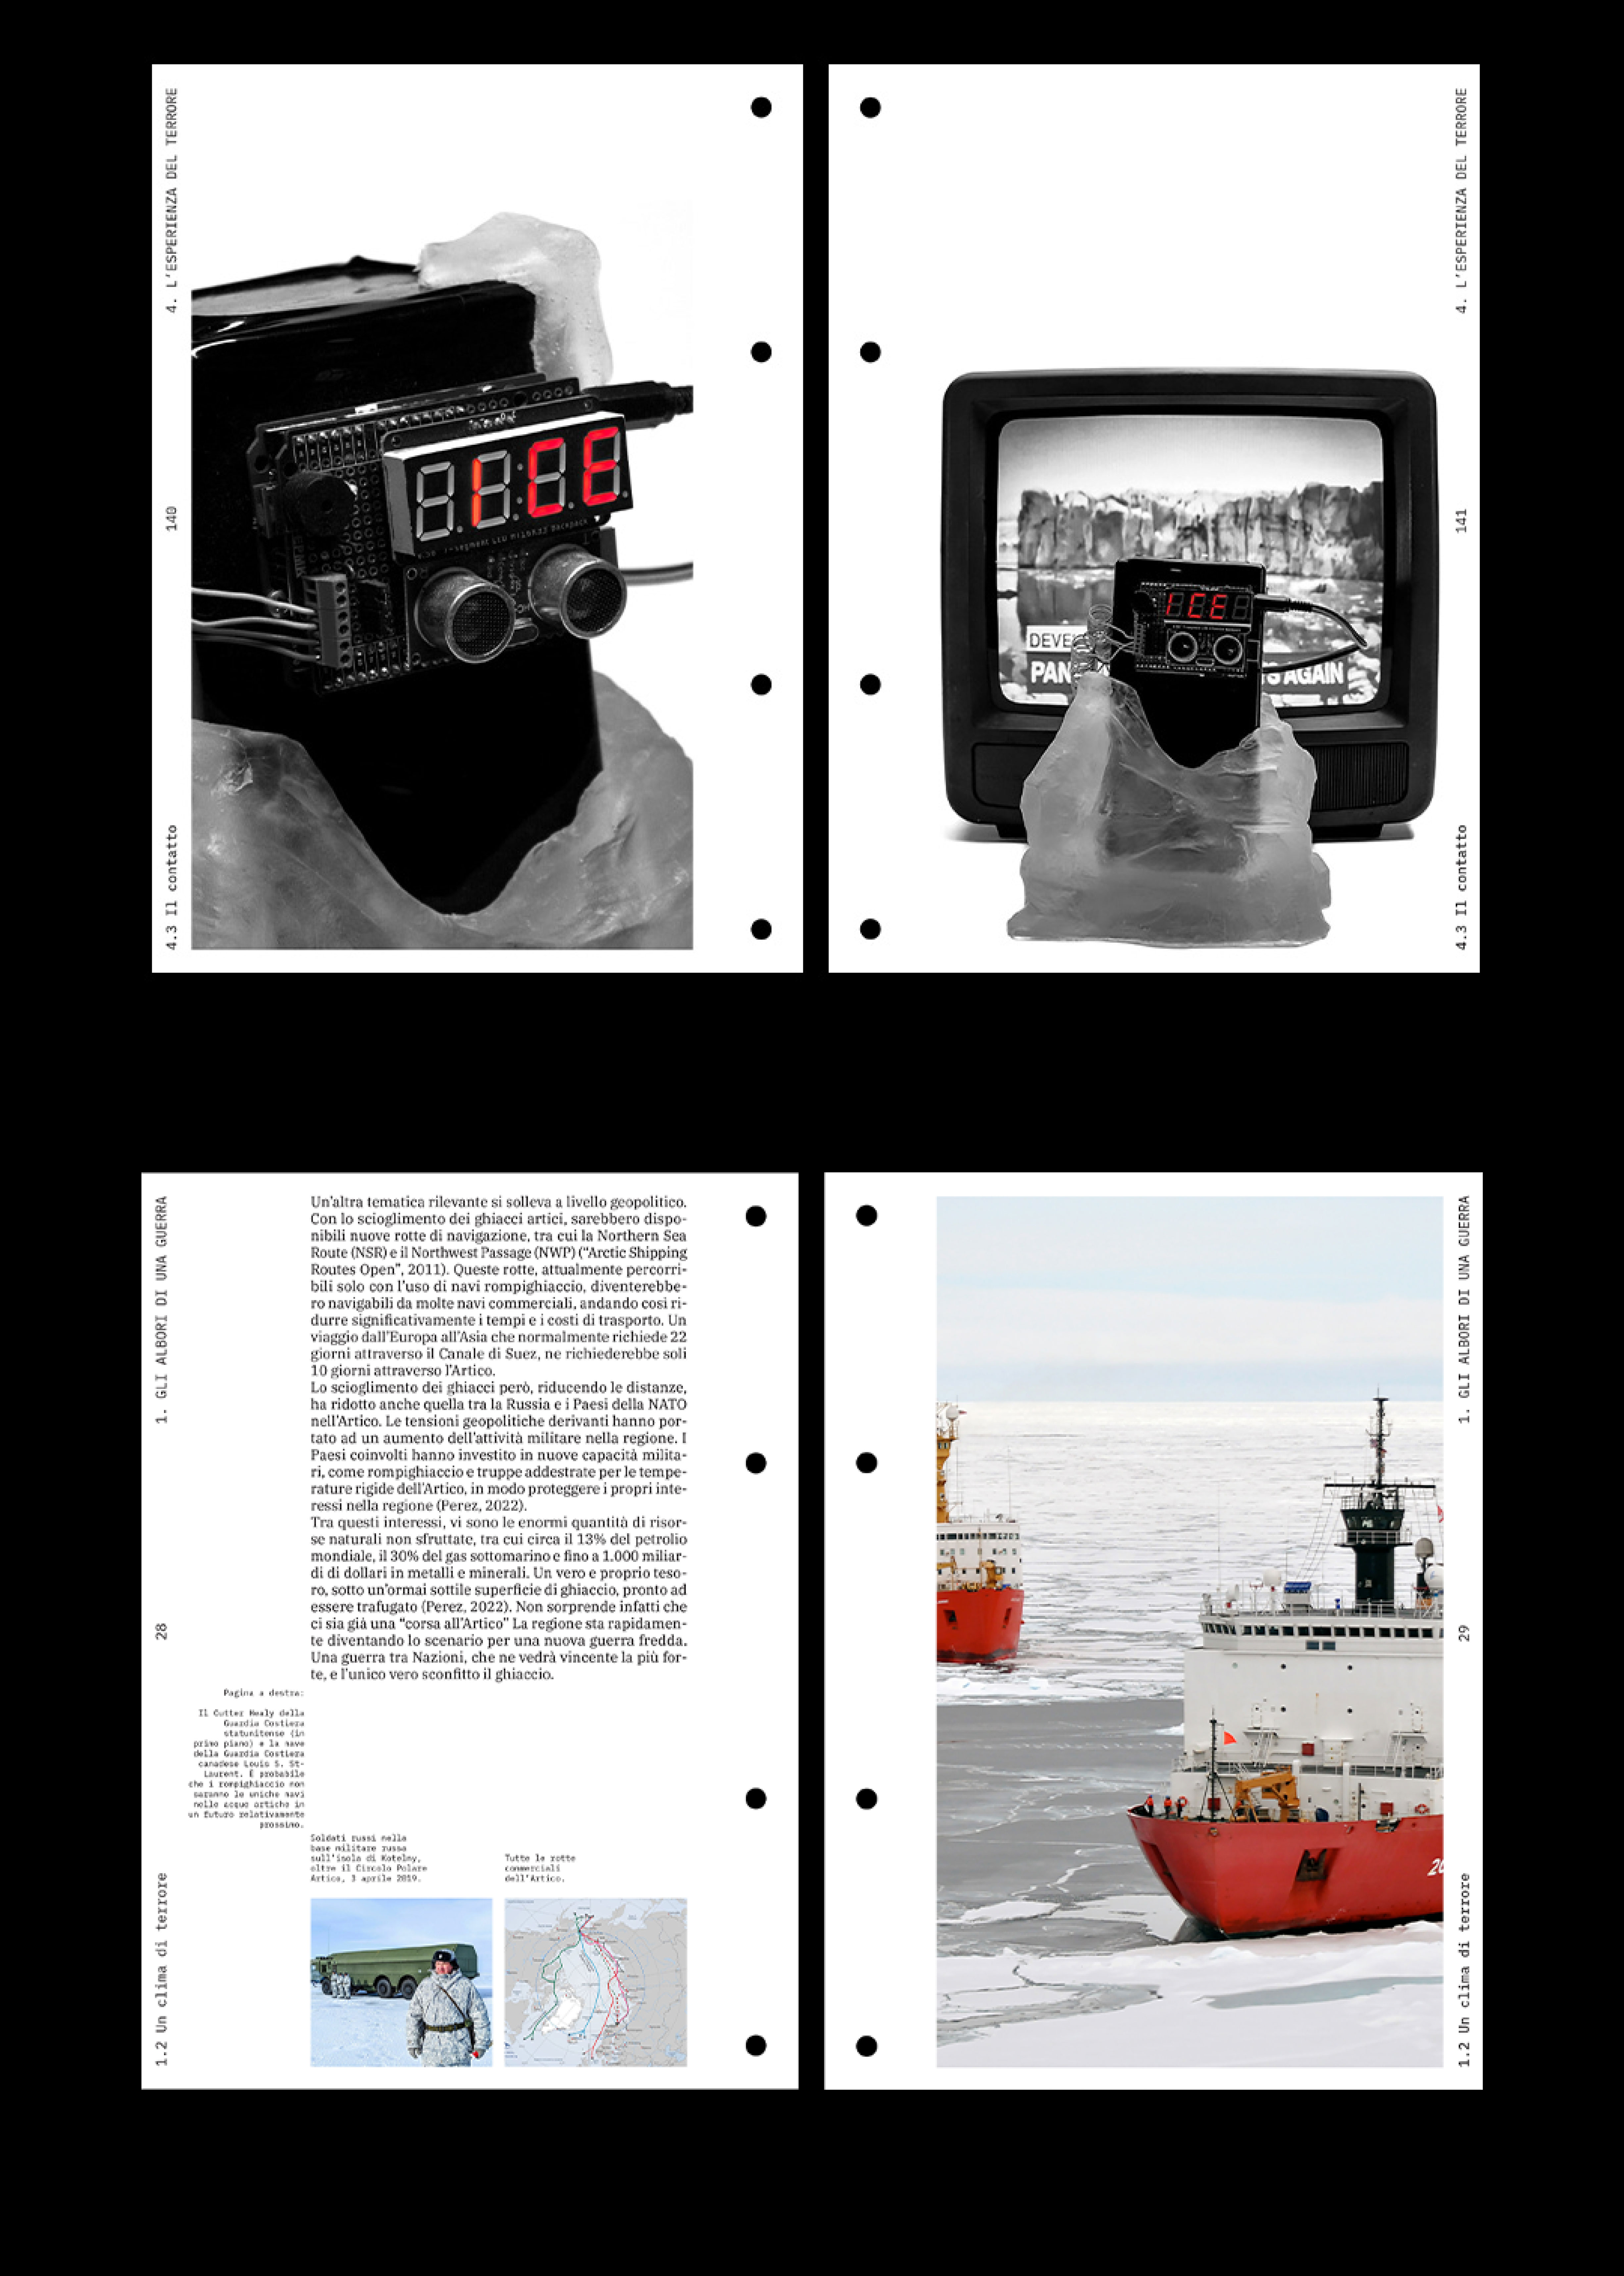 4. L'ESPERIENZA DEL TERRORE
140
4.3 Il contatto
I CE
4. L'ESPERIENZA DEL TERRORE
141
4.3 Il contatto
I CE
DEVE
PAN
S AGAIN
1. GLI ALBORI DI UNA GUERRA
28
1.2 Un clima di terrore
Un'altra tematica rilevante si solleva a livello geopolitico.
Con lo scioglimento dei ghiacci artici, sarebbero dispo-
nibili nuove rotte di navigazione, tra cui la Northern Sea
Route (NSR) e il Northwest Passage (NWP) (“Arctic Shipping
Routes Open”, 2011). Queste rotte, attualmente percorri-
bili solo con l'uso di navi rompighiaccio, diventerebbe-
ro navigabili da molte navi commerciali, andando così ri-
durre significativamente i tempi e i costi di trasporto. Un
viaggio dall'Europa all'Asia che normalmente richiede 22
giorni attraverso il Canale di Suez, ne richiederebbe soli
10 giorni attraverso l'Artico.
Lo scioglimento dei ghiacci però, riducendo le distanze,
ha ridotto anche quella tra la Russia e i Paesi della NATO
nell'Artico. Le tensioni geopolitiche derivanti hanno por-
tato ad un aumento dell'attività militare nella regione. I
Paesi coinvolti hanno investito in nuove capacità milita-
ri, come rompighiaccio e truppe addestrate per le tempe-
rature rigide dell'Artico, in modo proteggere i propri inte-
ressi nella regione (Perez, 2022).
Tra questi interessi, vi sono le enormi quantità di risor-
se naturali non sfruttate, tra cui circa il 13% del petrolio
mondiale, il 30% del gas sottomarino e fino a 1.000 miliar-
di di dollari in metalli e minerali. Un vero e proprio teso-
ro, sotto un'ormai sottile superficie di ghiaccio, pronto ad
essere trafugato (Perez, 2022). Non sorprende infatti che
ci sia già una “corsa all'Artico” La regione sta rapidamen-
te diventando lo scenario per una nuova guerra fredda.
Una guerra tra Nazioni, che ne vedrà vincente la più for-
te, e l'unico vero sconfitto il ghiaccio.
Pagina a destra:
Il Cutter Healy della
Guardia Costiera
statunitense (in
primo piano) e la nave
della Guardia Costiera
canadese Louis S. St-
Laurent. È probabile
che i rompighiaccio non
saranno le uniche navi
nelle acque artiche in
un futuro relativamente
prossimo.
Soldati russi nella
base militare russa
sull'isola di Kotelny,
oltre il Circolo Polare
Artico, 3 aprile 2019.
Tutte le rotte
commerciali
dell'Artico.
1. GLI ALBORI DI UNA GUERRA
29
1.2 Un clima di terrore
20